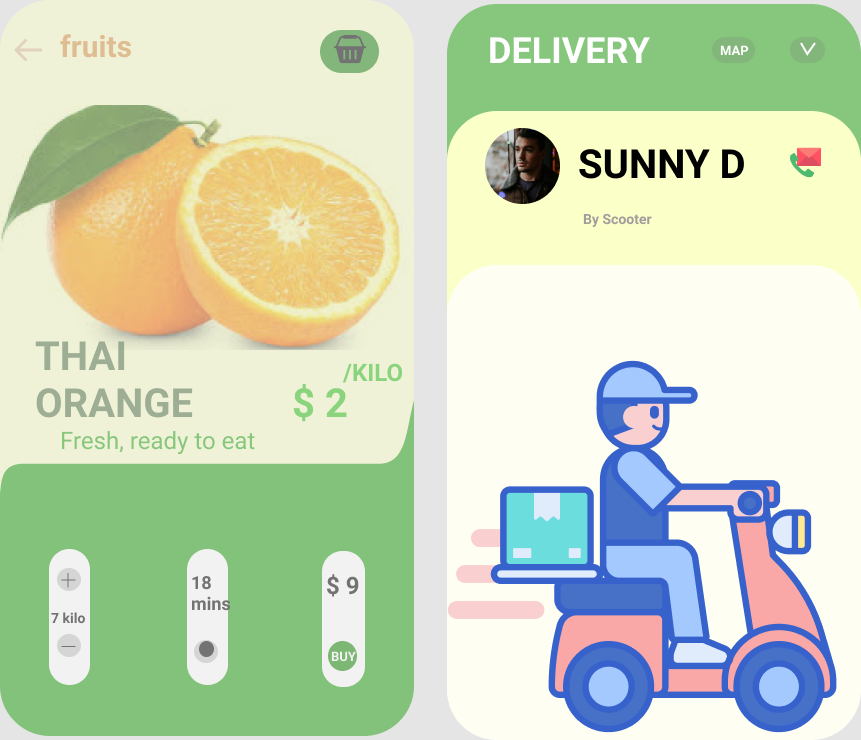 fruits
THAI
ORANGE
/KILO
$ 2
Fresh, ready to eat
7 kilo
18
mins
$ 9
BUY
DELIVERY
MAP
SUNNY D
By Scooter